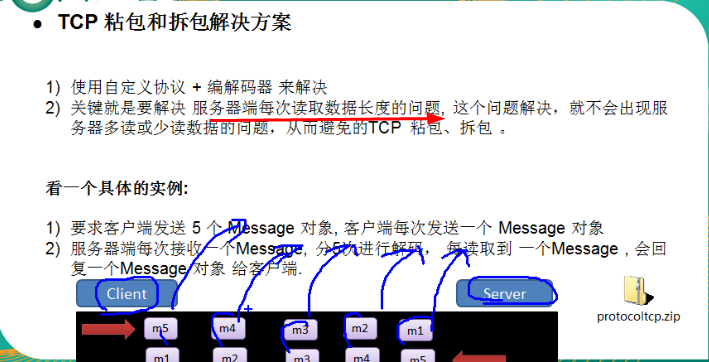 ● TCP 粘包和拆包解决方案
1) 使用自定义协议 + 编解码器 来解决
2) 关键就是要解决 服务器端每次读取数据长度的问题, 这个问题解决，就不会出现服
务器多读或少读数据的问题，从而避免的TCP 粘包、拆包 。
看一个具体的实例:
1) 要求客户端发送 5 个 Message 对象, 客户端每次发送一个 Message 对象
2) 服务器端每次接收一个Message, 分5次进行解码， 每读取到 一个Message , 会回
复一个Message 对象 给客户端.
Client
Server
protocoltcp.zip
m5 m4 m3 m2 m1
m1 m2 m3 m4 m5